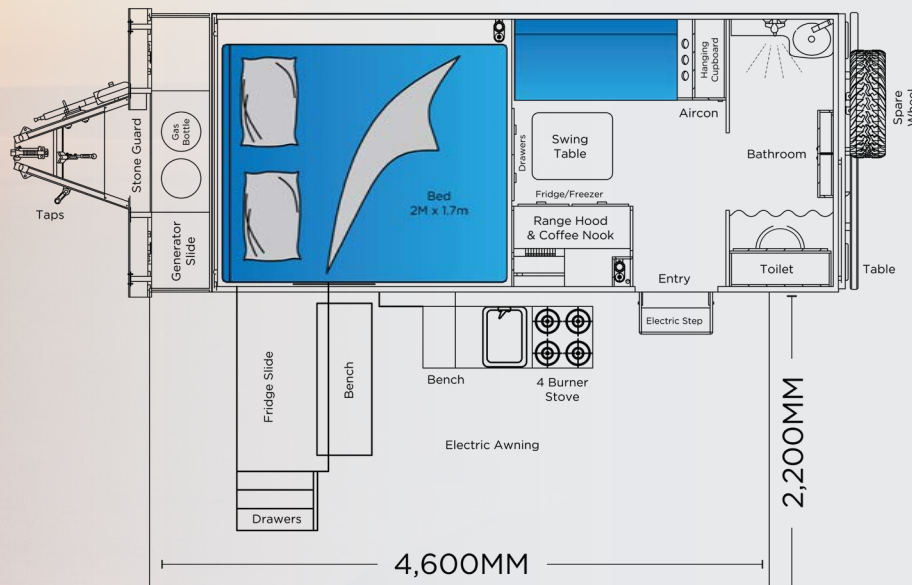 Hanging
Cupboard
Spare
Wheel
Aircon
Gas
Bottle
Stone Guard
Swing
Table
Drawers
Bathroom
Bed
2M x 1.7m
Fridge/Freezer
Taps
Range Hood
& Coffee Nook
Generator
Slide
Entry
Toilet
Table
Electric Step
Fridge Slide
Bench
Bench
4 Burner
Stove
Electric Awning
2,200MM
Drawers
4,600MM